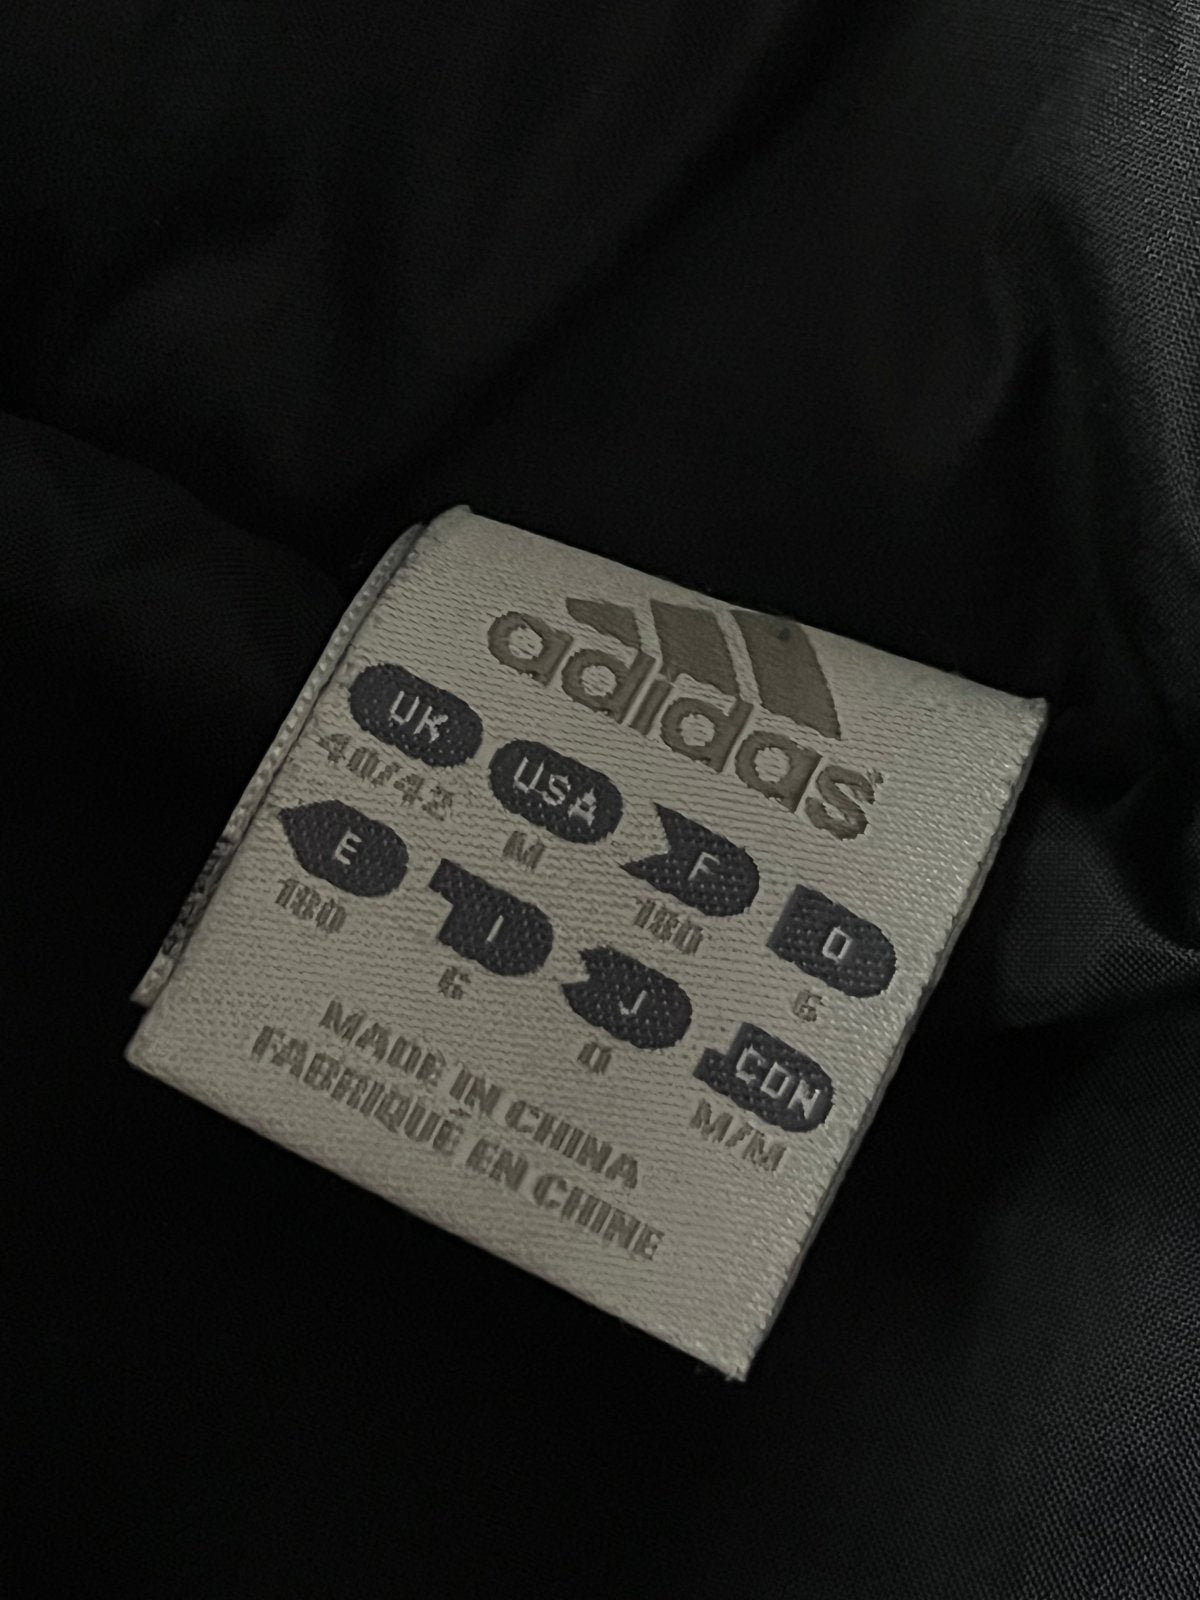 adidas
UK USA F D
40/42 M 180 6
E I J CDN
180 6 O M/M
MADE IN CHINA
FABRIQUÉ EN CHINE